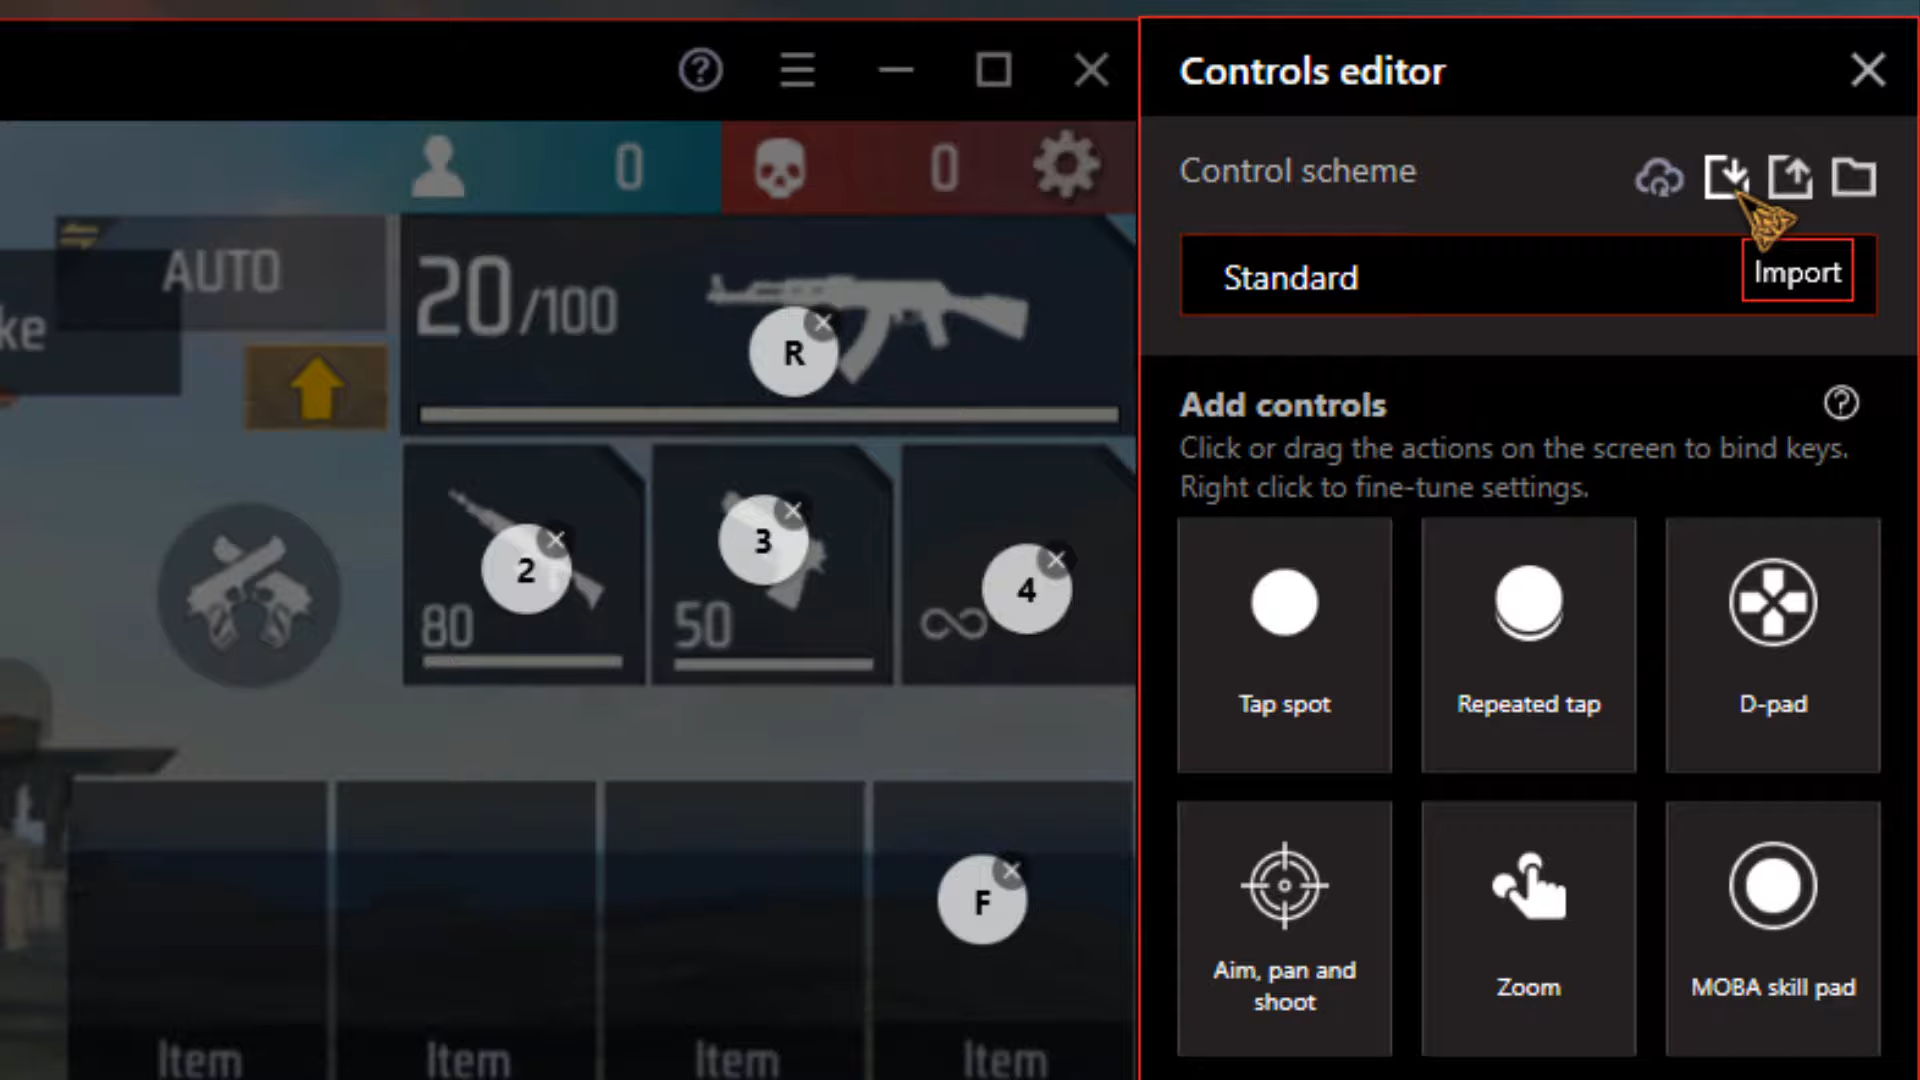 Controls editor
0
0
Control scheme
AUTO
20/100
Standard
Import
ke
R
Add controls
Click or drag the actions on the screen to bind keys.
Right click to fine-tune settings.
2
3
4
80
50
∞
Tap spot
Repeated tap
D-pad
F
Aim, pan and
shoot
Zoom
MOBA skill pad
Item
Item
Item
Item